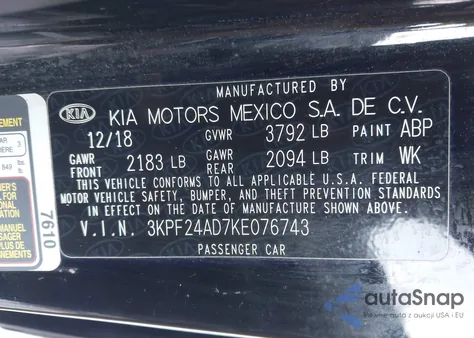 MANUFACTURED BY
KIA KIA MOTORS MEXICO S.A. DE C.V.
12/18 GVWR 3792 LB PAINT ABP
GAWR FRONT 2183 LB GAWR REAR 2094 LB TRIM WK
THIS VEHICLE CONFORMS TO ALL APPLICABLE U.S.A. FEDERAL
MOTOR VEHICLE SAFETY, BUMPER, AND THEFT PREVENTION STANDARDS
IN EFFECT ON THE DATE OF MANUFACTURE SHOWN ABOVE.
V.I.N. 3KPF24AD7KE076743
PASSENGER CAR
7610
autoSnap